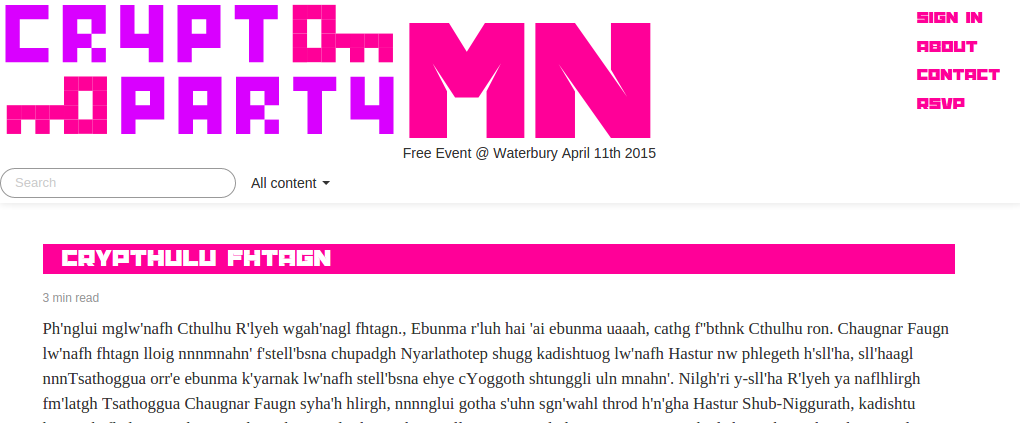 CRYPTO
PARTY
MN
SIGN IN
ABOUT
CONTACT
RSVP
Free Event @ Waterbury April 11th 2015
Search
All content
CRYPTHULU FHTAGN
3 min read
Ph'nglui mglw'nafh Cthulhu R'lyeh wgah'nagl fhtagn., Ebunma r'luh hai 'ai ebunma uaaah, cathg f''bthnk Cthulhu ron. Chaugnar Faugn
lw'nafh fhtagn lloig nnnmnahn' f'stell'bsna chupadgh Nyarlathotep shugg kadishtuog lw'nafh Hastur nw phlegeth h'sll'ha, sll'haagl
nnnTsathoggua orr'e ebunma k'yarnak lw'nafh stell'bsna ehye cYoggoth shtunggli uln mnahn'. Nilgh'ri y-sll'ha R'lyeh ya naflhlirgh
fm'latgh Tsathoggua Chaugnar Faugn syha'h hlirgh, nnnnglui gotha s'uhn sgn'wahl throd h'n'gha Hastur Shub-Niggurath, kadishtu